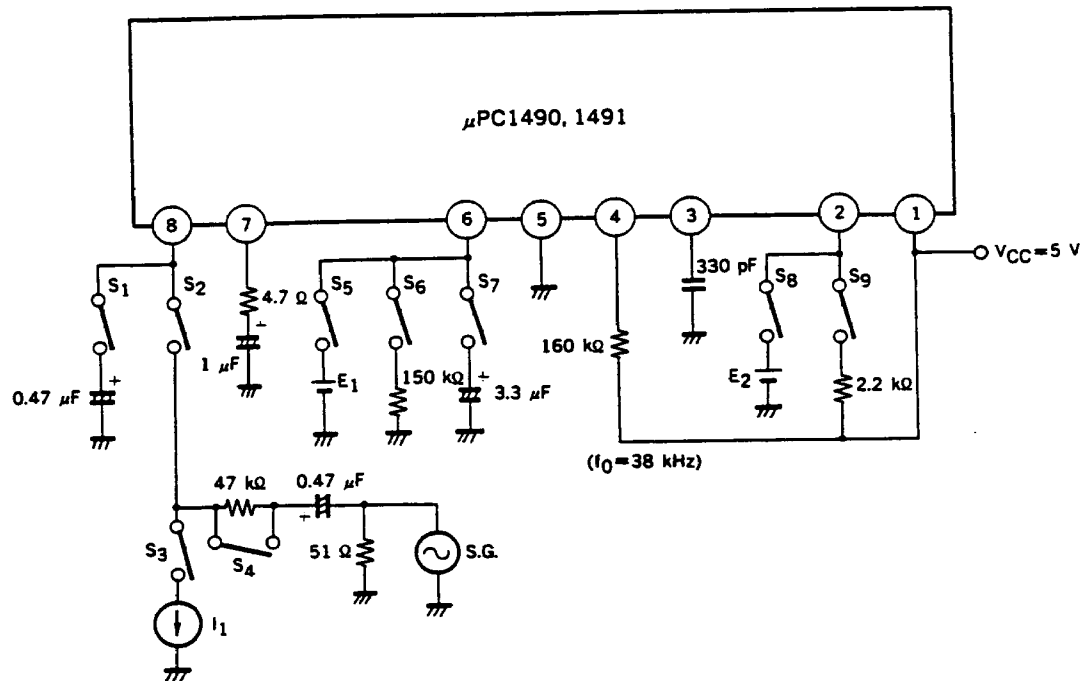 μPC1490, 1491
8
7
6
5
4
3
2
1
VCC=5 V
S1
S2
4.7 Ω
+
1 μF
S5
S6
S7
330 pF
S8
S9
160 kΩ
+
0.47 μF
E1
150 kΩ
+
3.3 μF
E2
2.2 kΩ
(f0=38 kHz)
47 kΩ
0.47 μF
+
S3
S4
51 Ω
S.G.
I1